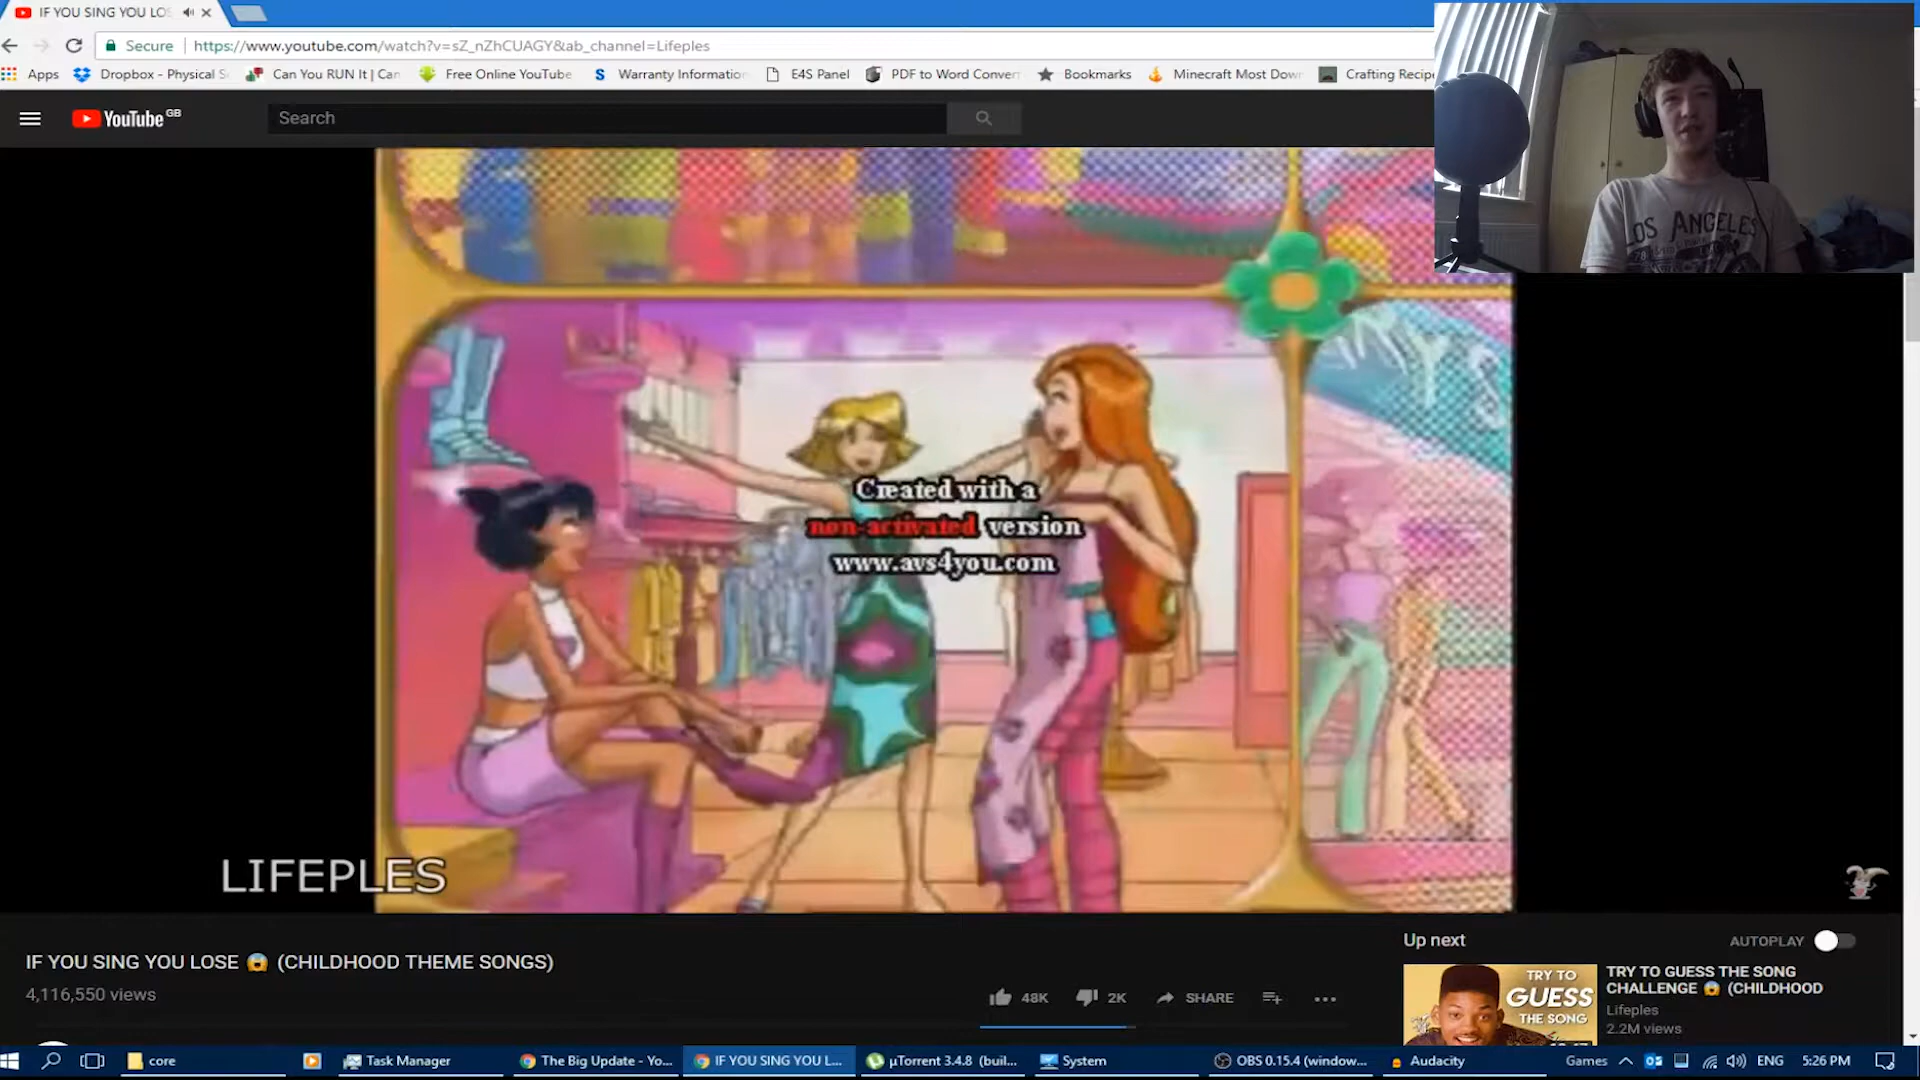 IF YOU SING YOU LOS
Secure
https://www.youtube.com/watch?v=sZ_nZhCUAGY&ab_channel=Lifeples
Apps
Dropbox - Physical S
Can You RUN It | Can
Free Online YouTube
S
Warranty Information
E4S Panel
PDF to Word Conver
Bookmarks
Minecraft Most Dow
Crafting Recipe
YouTube GB
Search
LOS ANGELES
Created with a
non-activated version
www.avs4you.com
LIFEPLES
IF YOU SING YOU LOSE 😱 (CHILDHOOD THEME SONGS)
4,116,550 views
48K
2K
SHARE
Up next
AUTOPLAY
TRY TO
GUESS
THE SONG
TRY TO GUESS THE SONG
CHALLENGE 😱 (CHILDHOOD
Lifeples
2.2M views
core
Task Manager
The Big Update - Yo...
IF YOU SING YOU L...
µTorrent 3.4.8 (buil...
System
OBS 0.15.4 (window...
Audacity
Games
ENG
5:26 PM